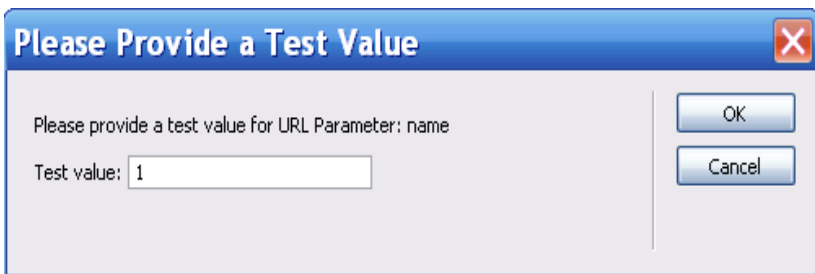 Please Provide a Test Value
Please provide a test value for URL Parameter: name
Test value: 1
OK
Cancel